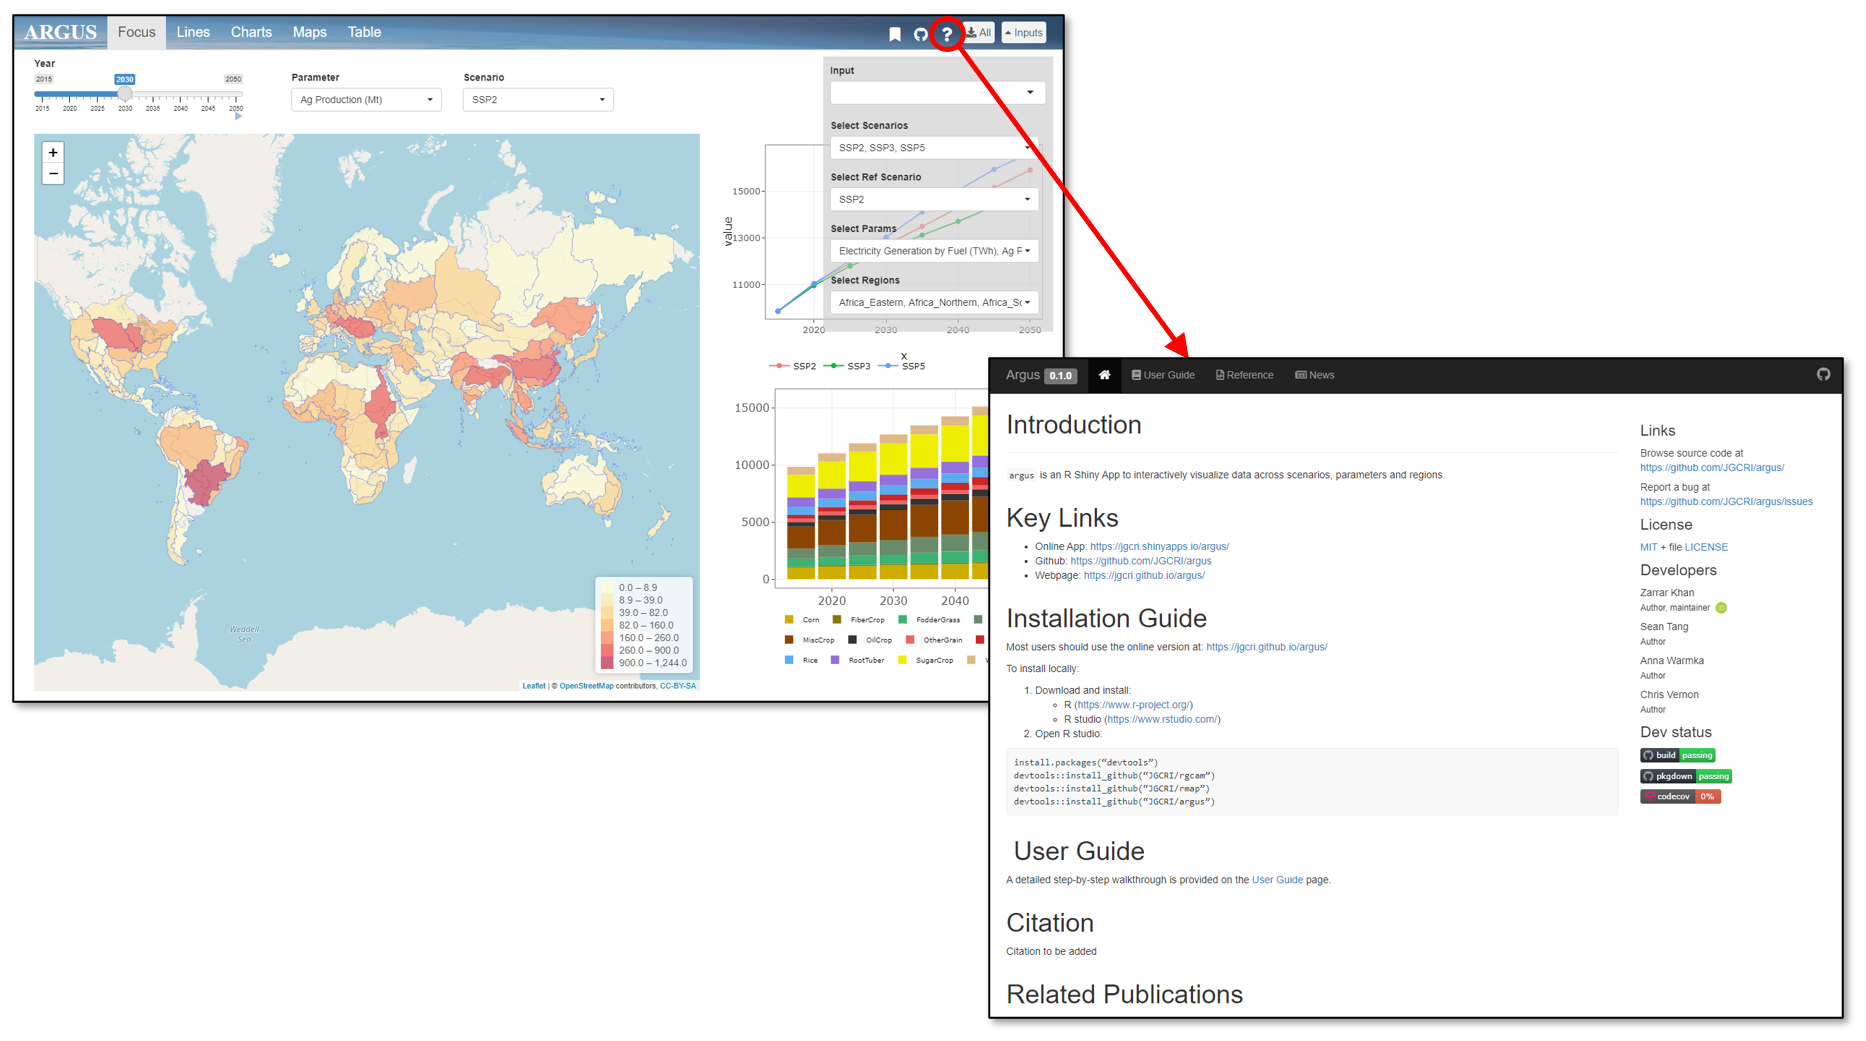 ARGUS Focus Lines Charts Maps Table ? All Inputs
Year
2015 2030 2050
2015 2020 2025 2030 2035 2040 2045 2050
Parameter
Ag Production (Mt)
Scenario
SSP2
+
−
Weddell
Sea
0.0 – 8.9
8.9 – 39.0
39.0 – 82.0
82.0 – 160.0
160.0 – 260.0
260.0 – 900.0
900.0 – 1,244.0
Leaflet | © OpenStreetMap contributors, CC-BY-SA
Input
Select Scenarios
SSP2, SSP3, SSP5
Select Ref Scenario
SSP2
Select Params
Electricity Generation by Fuel (TWh), Ag P
Select Regions
Africa_Eastern, Africa_Northern, Africa_So
value
15000
13000
11000
2020 2030 2040 2050
x
SSP2 SSP3 SSP5
15000
10000
5000
0
2020 2030 2040
Corn FiberCrop FodderGrass
MiscCrop OilCrop OtherGrain
Rice RootTuber SugarCrop
Argus 0.1.0 User Guide Reference News
Introduction
argus is an R Shiny App to interactively visualize data across scenarios, parameters and regions.
Key Links
• Online App: https://jgcri.shinyapps.io/argus/
• Github: https://github.com/JGCRI/argus
• Webpage: https://jgcri.github.io/argus/
Installation Guide
Most users should use the online version at: https://jgcri.github.io/argus/
To install locally:
1. Download and install:
◦ R (https://www.r-project.org/)
◦ R studio (https://www.rstudio.com/)
2. Open R studio:
install.packages(“devtools”)
devtools::install_github(“JGCRI/rgcam”)
devtools::install_github(“JGCRI/rmap”)
devtools::install_github(“JGCRI/argus”)
User Guide
A detailed step-by-step walkthrough is provided on the User Guide page.
Citation
Citation to be added
Related Publications
Links
Browse source code at
https://github.com/JGCRI/argus/
Report a bug at
https://github.com/JGCRI/argus/issues
License
MIT + file LICENSE
Developers
Zarrar Khan
Author, maintainer iD
Sean Tang
Author
Anna Warmka
Author
Chris Vernon
Author
Dev status
build passing
pkgdown passing
codecov 0%